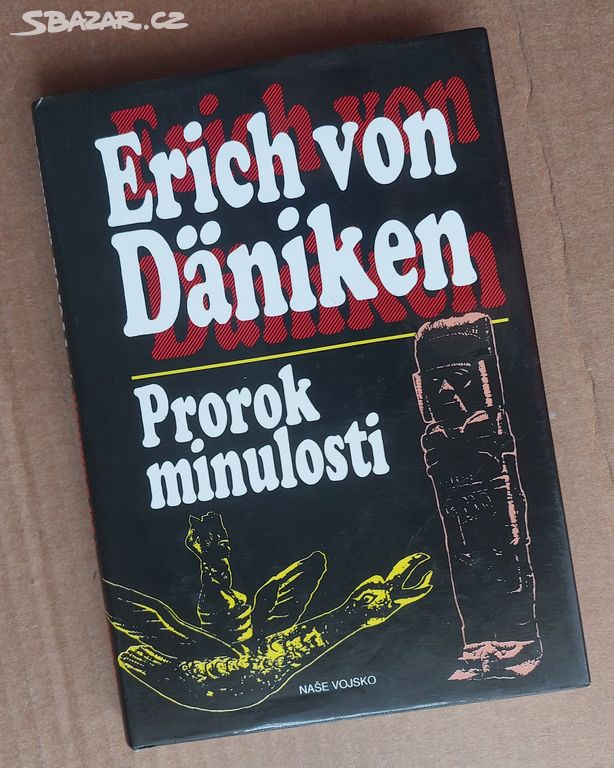 SBAZAR.CZ
Erich von
Däniken
Prorok
minulosti
NAŠE VOJSKO